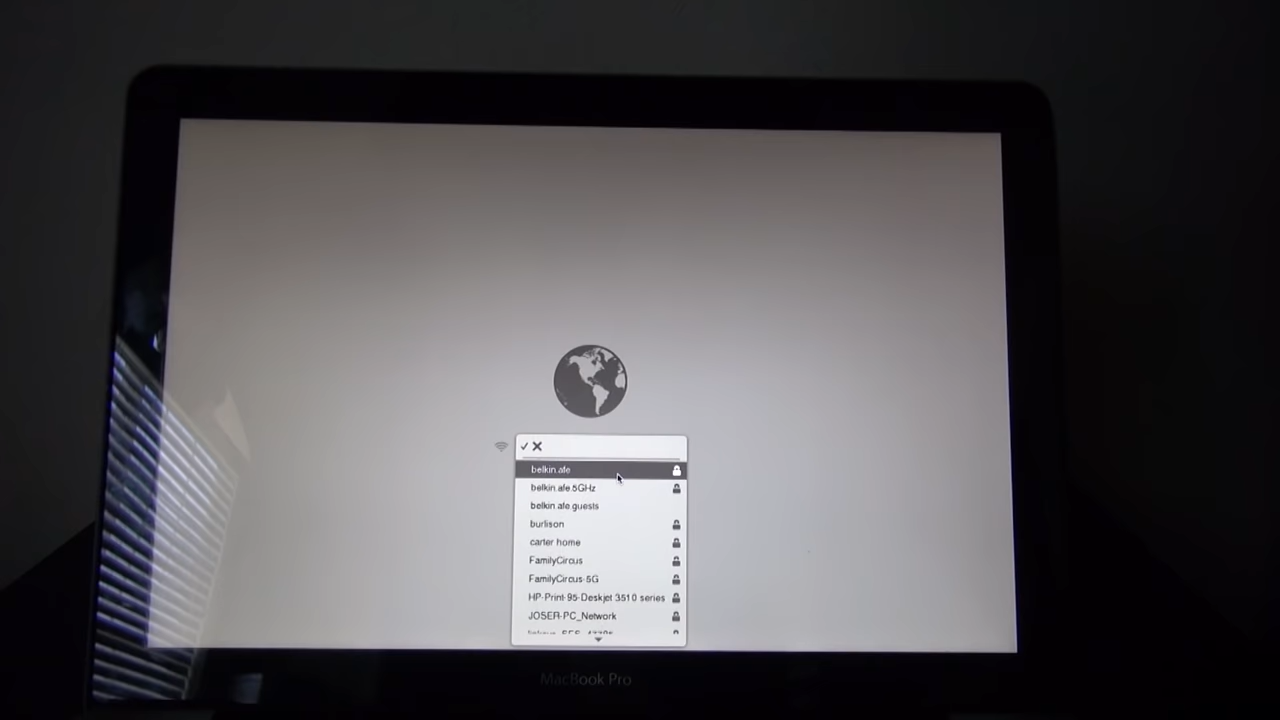 belkin.afe
belkin.afe.5GHz
belkin.afe.guests
burlison
carter home
FamilyCircus
FamilyCircus-5G
HP-Print-95-Deskjet 3510 series
JOSER-PC_Network
MacBook Pro